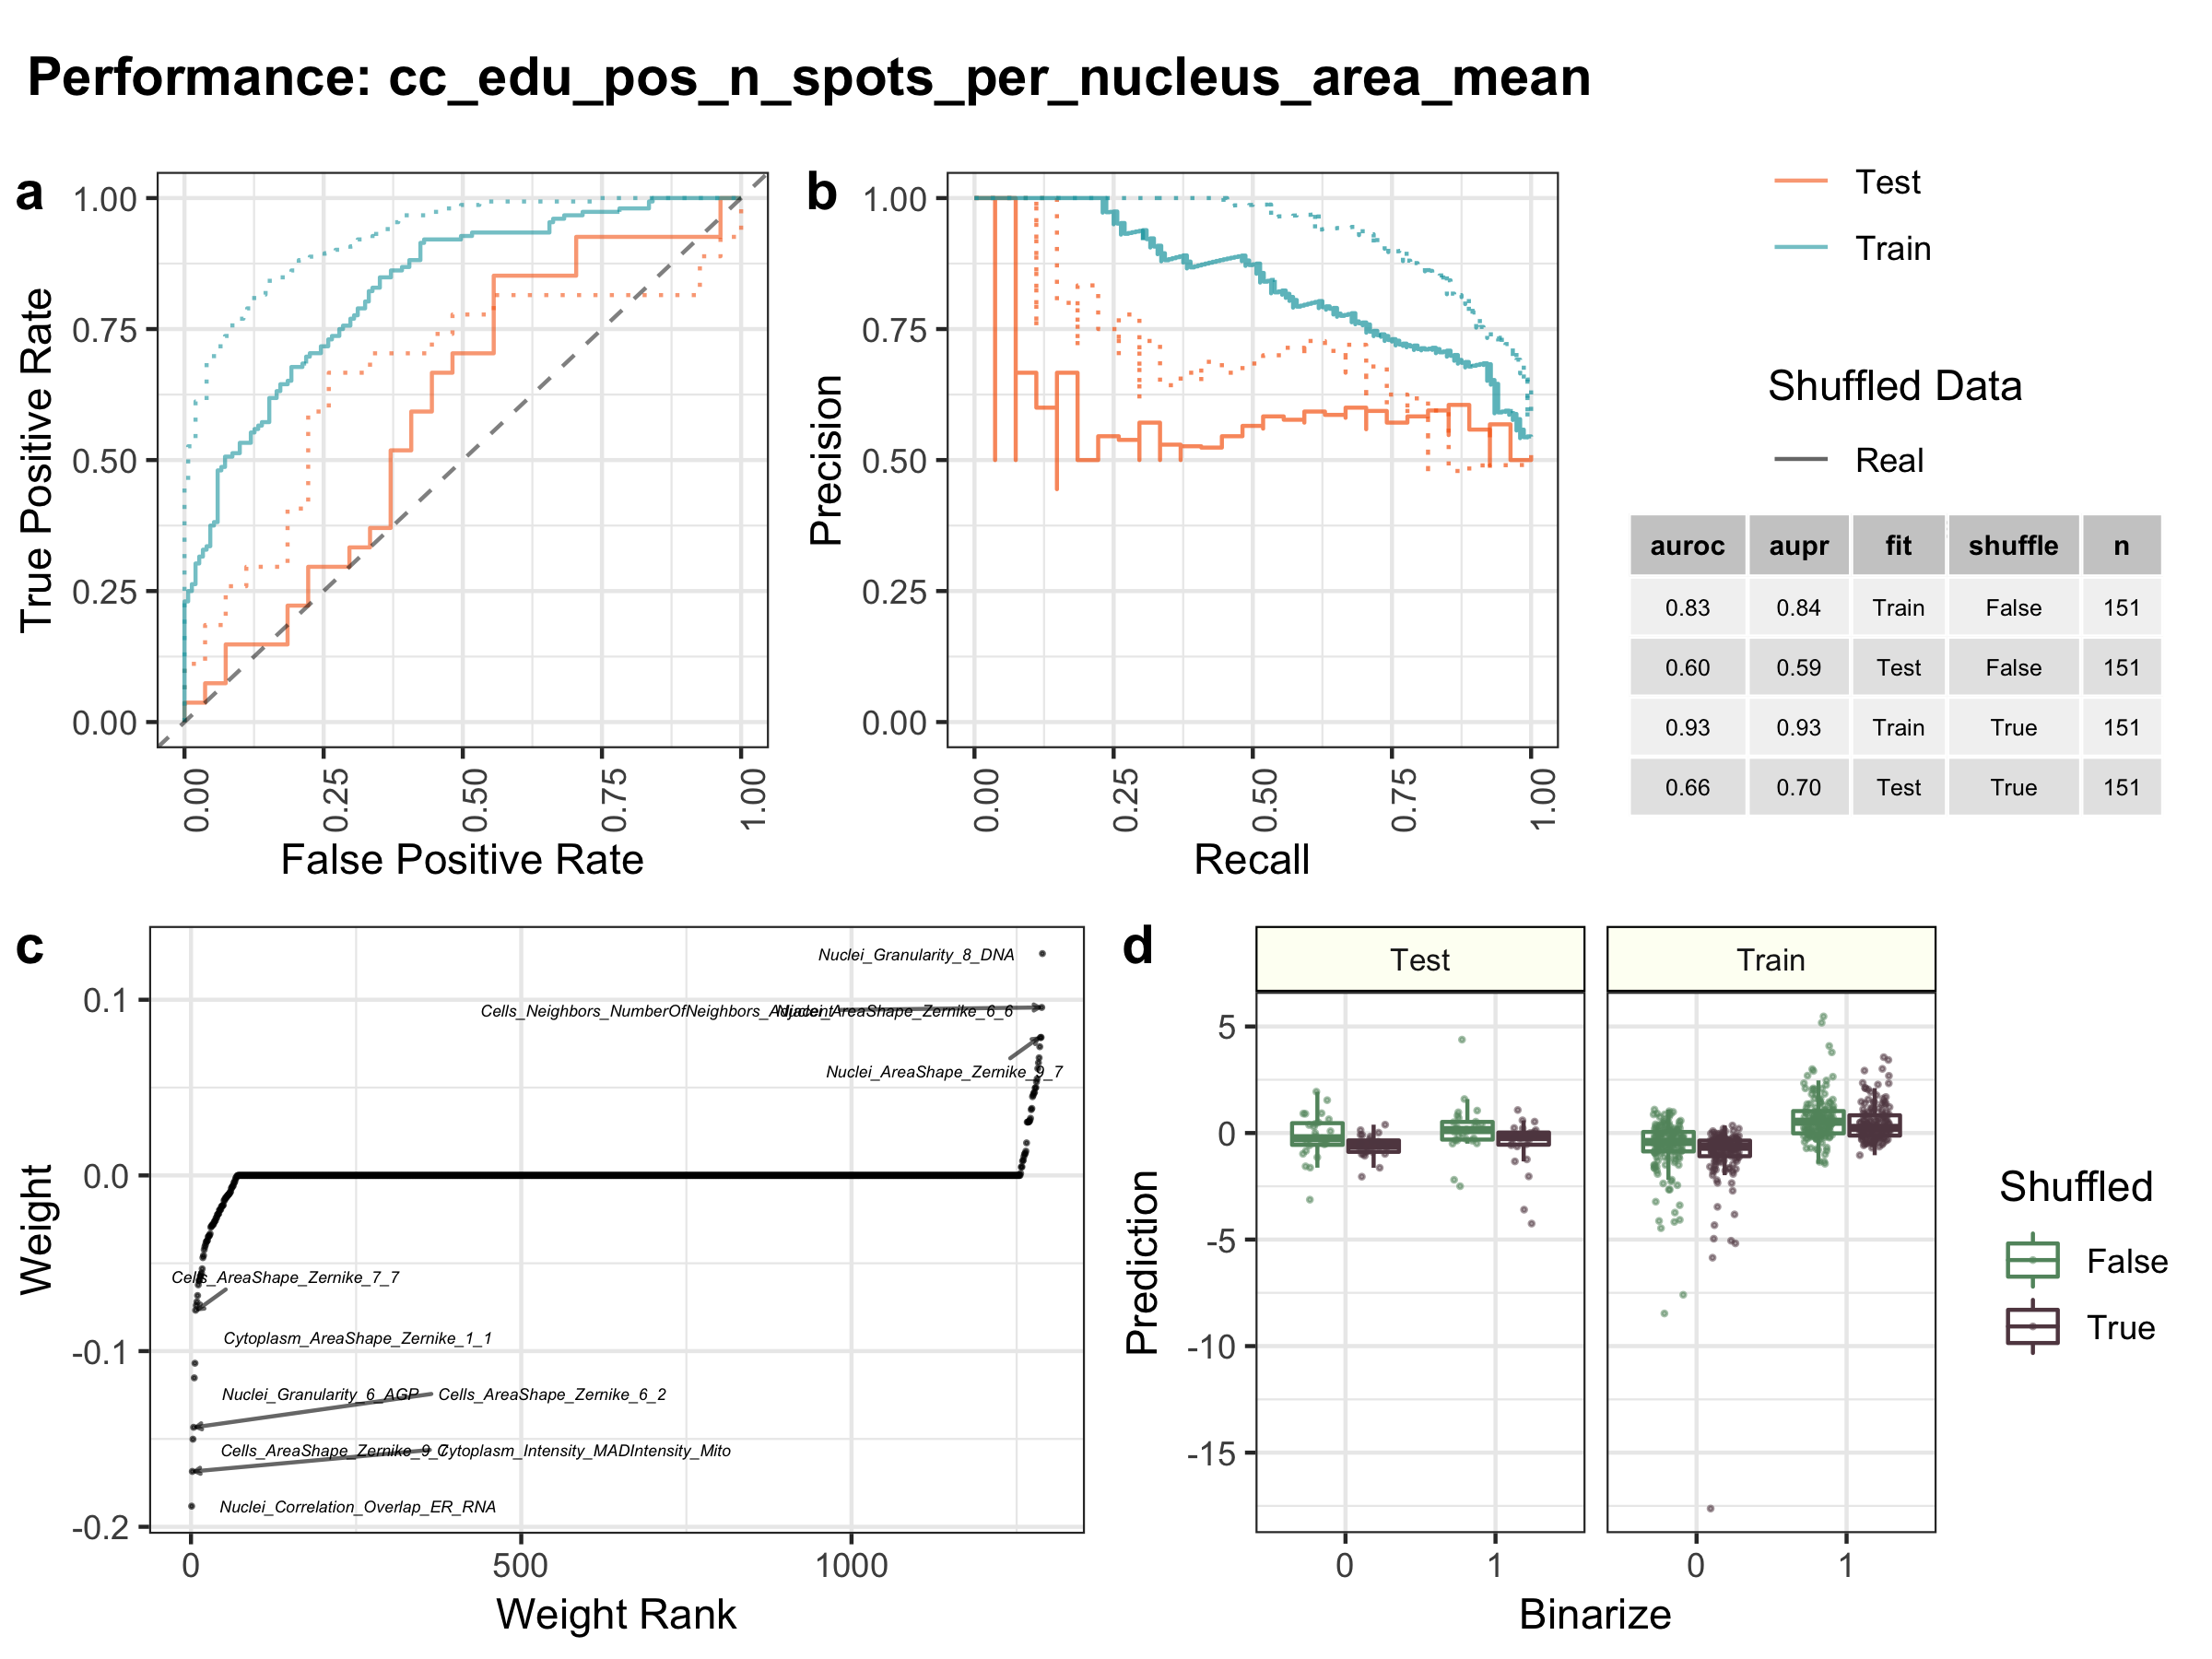 Performance: cc_edu_pos_n_spots_per_nucleus_area_mean
a
1.00
0.75
0.50
0.25
0.00
True Positive Rate
0.00
0.25
0.50
0.75
1.00
False Positive Rate
b
1.00
0.75
0.50
0.25
0.00
Precision
0.00
0.25
0.50
0.75
1.00
Recall
Test
Train
Shuffled Data
Real
auroc aupr fit shuffle n
0.83 0.84 Train False 151
0.60 0.59 Test False 151
0.93 0.93 Train True 151
0.66 0.70 Test True 151
c
0.1
0.0
-0.1
-0.2
Weight
Nuclei_Granularity_8_DNA
Cells_Neighbors_NumberOfNeighbors_Adjacent
Nuclei_AreaShape_Zernike_6_6
Nuclei_AreaShape_Zernike_9_7
Cells_AreaShape_Zernike_7_7
Cytoplasm_AreaShape_Zernike_1_1
Nuclei_Granularity_6_AGP
Cells_AreaShape_Zernike_6_2
Cells_AreaShape_Zernike_9_7
Cytoplasm_Intensity_MADIntensity_Mito
Nuclei_Correlation_Overlap_ER_RNA
0
500
1000
Weight Rank
d
Test
Train
5
0
-5
-10
-15
Prediction
0
1
0
1
Binarize
Shuffled
False
True